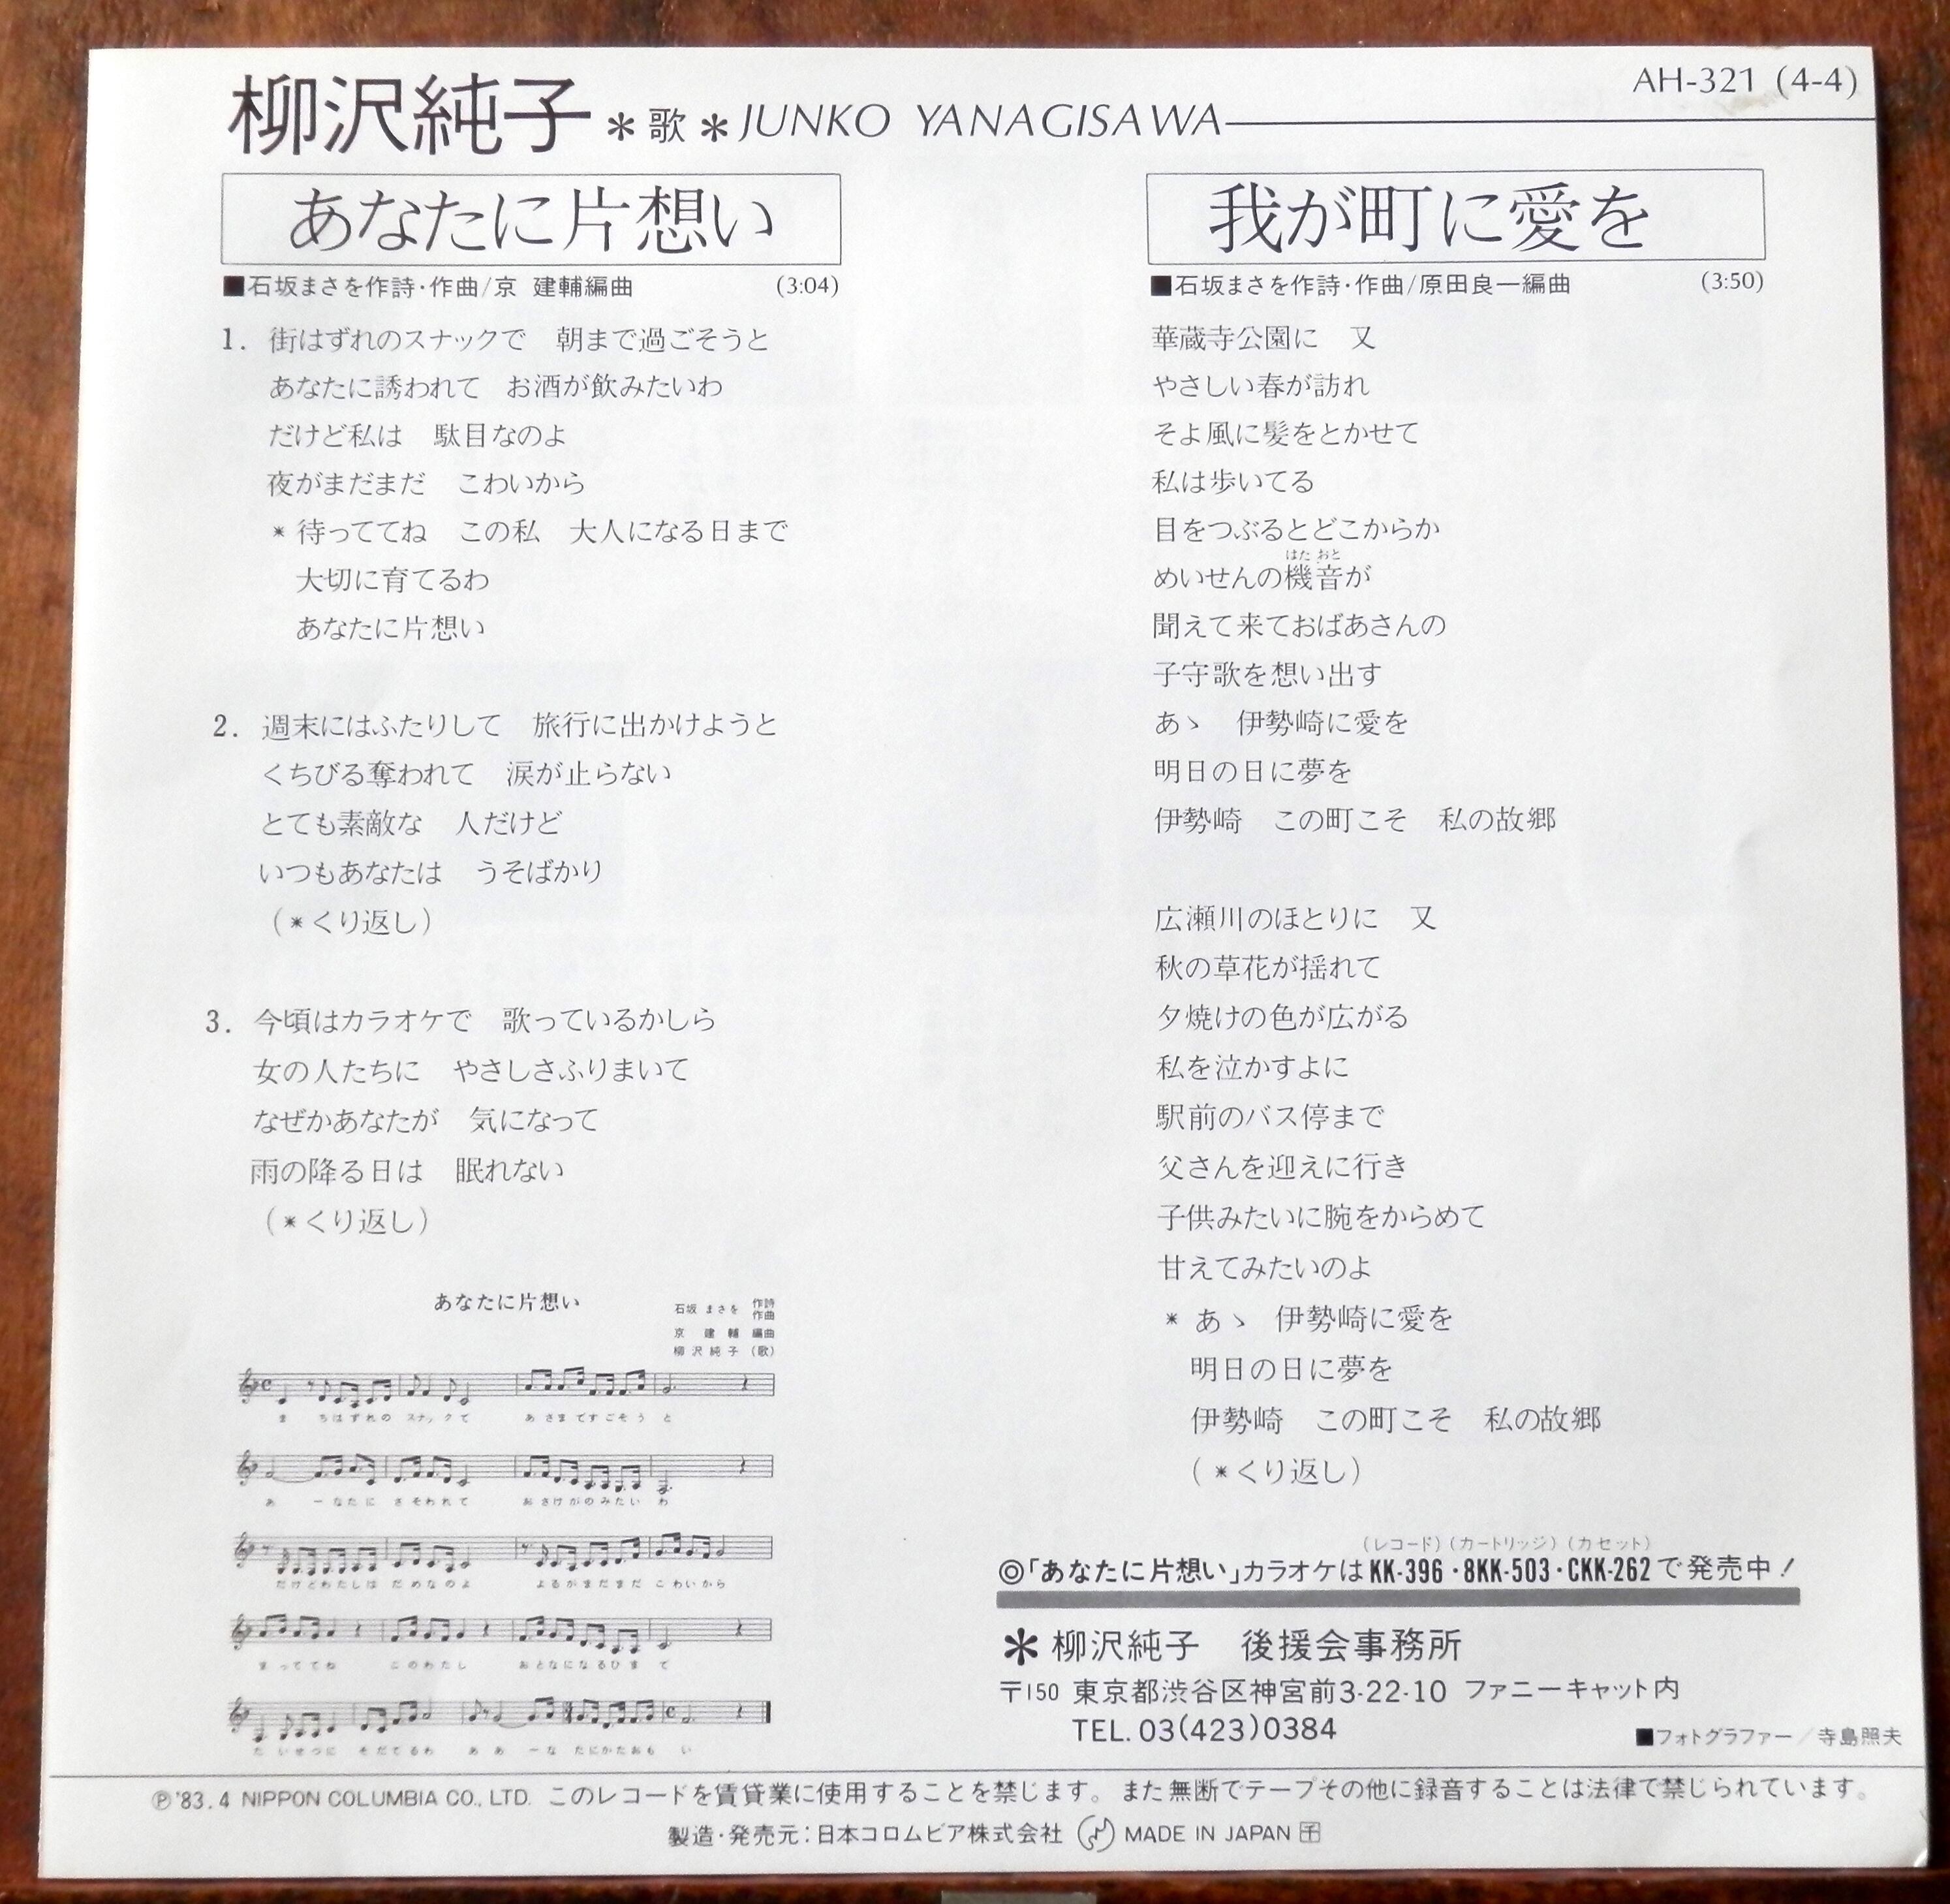 柳沢純子＊歌＊JUNKO YANAGISAWA
AH-321 (4-4)
あなたに片想い
■石坂まさを作詩・作曲/京　建輔編曲　(3:04)
1. 街はずれのスナックで　朝まで過ごそうと
あなたに誘われて　お酒が飲みたいわ
だけど私は　駄目なのよ
夜がまだまだ　こわいから
＊待っててね　この私　大人になる日まで
大切に育てるわ
あなたに片想い
2. 週末にはふたりして　旅行に出かけようと
くちびる奪われて　涙が止らない
とても素敵な　人だけど
いつもあなたは　うそばかり
(＊くり返し)
3. 今頃はカラオケで　歌っているかしら
女の人たちに　やさしさふりまいて
なぜかあなたが　気になって
雨の降る日は　眠れない
(＊くり返し)
あなたに片想い
石坂 まさを 作詩 作曲
京 建 輔 編曲
柳 沢 純 子 (歌)
ま ちはずれの スナックで あさまですごそう と
あ ーなたに さそわれて おさけがのみたい わ
だけどわたしは だめなのよ よるがまだまだ こわいから
まっててね このわたし おとなになるひま で
た いせつに そだてるわ ああ ーな たにかたおも い
我が町に愛を
■石坂まさを作詩・作曲/原田良一編曲　(3:50)
華蔵寺公園に　又
やさしい春が訪れ
そよ風に髪をとかせて
私は歩いてる
目をつぶるとどこからか
はた おと
めいせんの機音が
聞えて来ておばあさんの
子守歌を想い出す
あゝ　伊勢崎に愛を
明日の日に夢を
伊勢崎　この町こそ　私の故郷
広瀬川のほとりに　又
秋の草花が揺れて
夕焼けの色が広がる
私を泣かすよに
駅前のバス停まで
父さんを迎えに行き
子供みたいに腕をからめて
甘えてみたいのよ
＊あゝ　伊勢崎に愛を
明日の日に夢を
伊勢崎　この町こそ　私の故郷
(＊くり返し)
(レコード)(カートリッジ)(カセット)
◎「あなたに片想い」カラオケはKK-396・8KK-503・CKK-262で発売中！
＊柳沢純子　後援会事務所
〒150 東京都渋谷区神宮前3-22-10 ファニーキャット内
TEL. 03(423)0384
■フォトグラファー／寺島照夫
℗'83.4 NIPPON COLUMBIA CO., LTD. このレコードを賃貸業に使用することを禁じます。また無断でテープその他に録音することは法律で禁じられています。
製造・発売元：日本コロムビア株式会社 MADE IN JAPAN